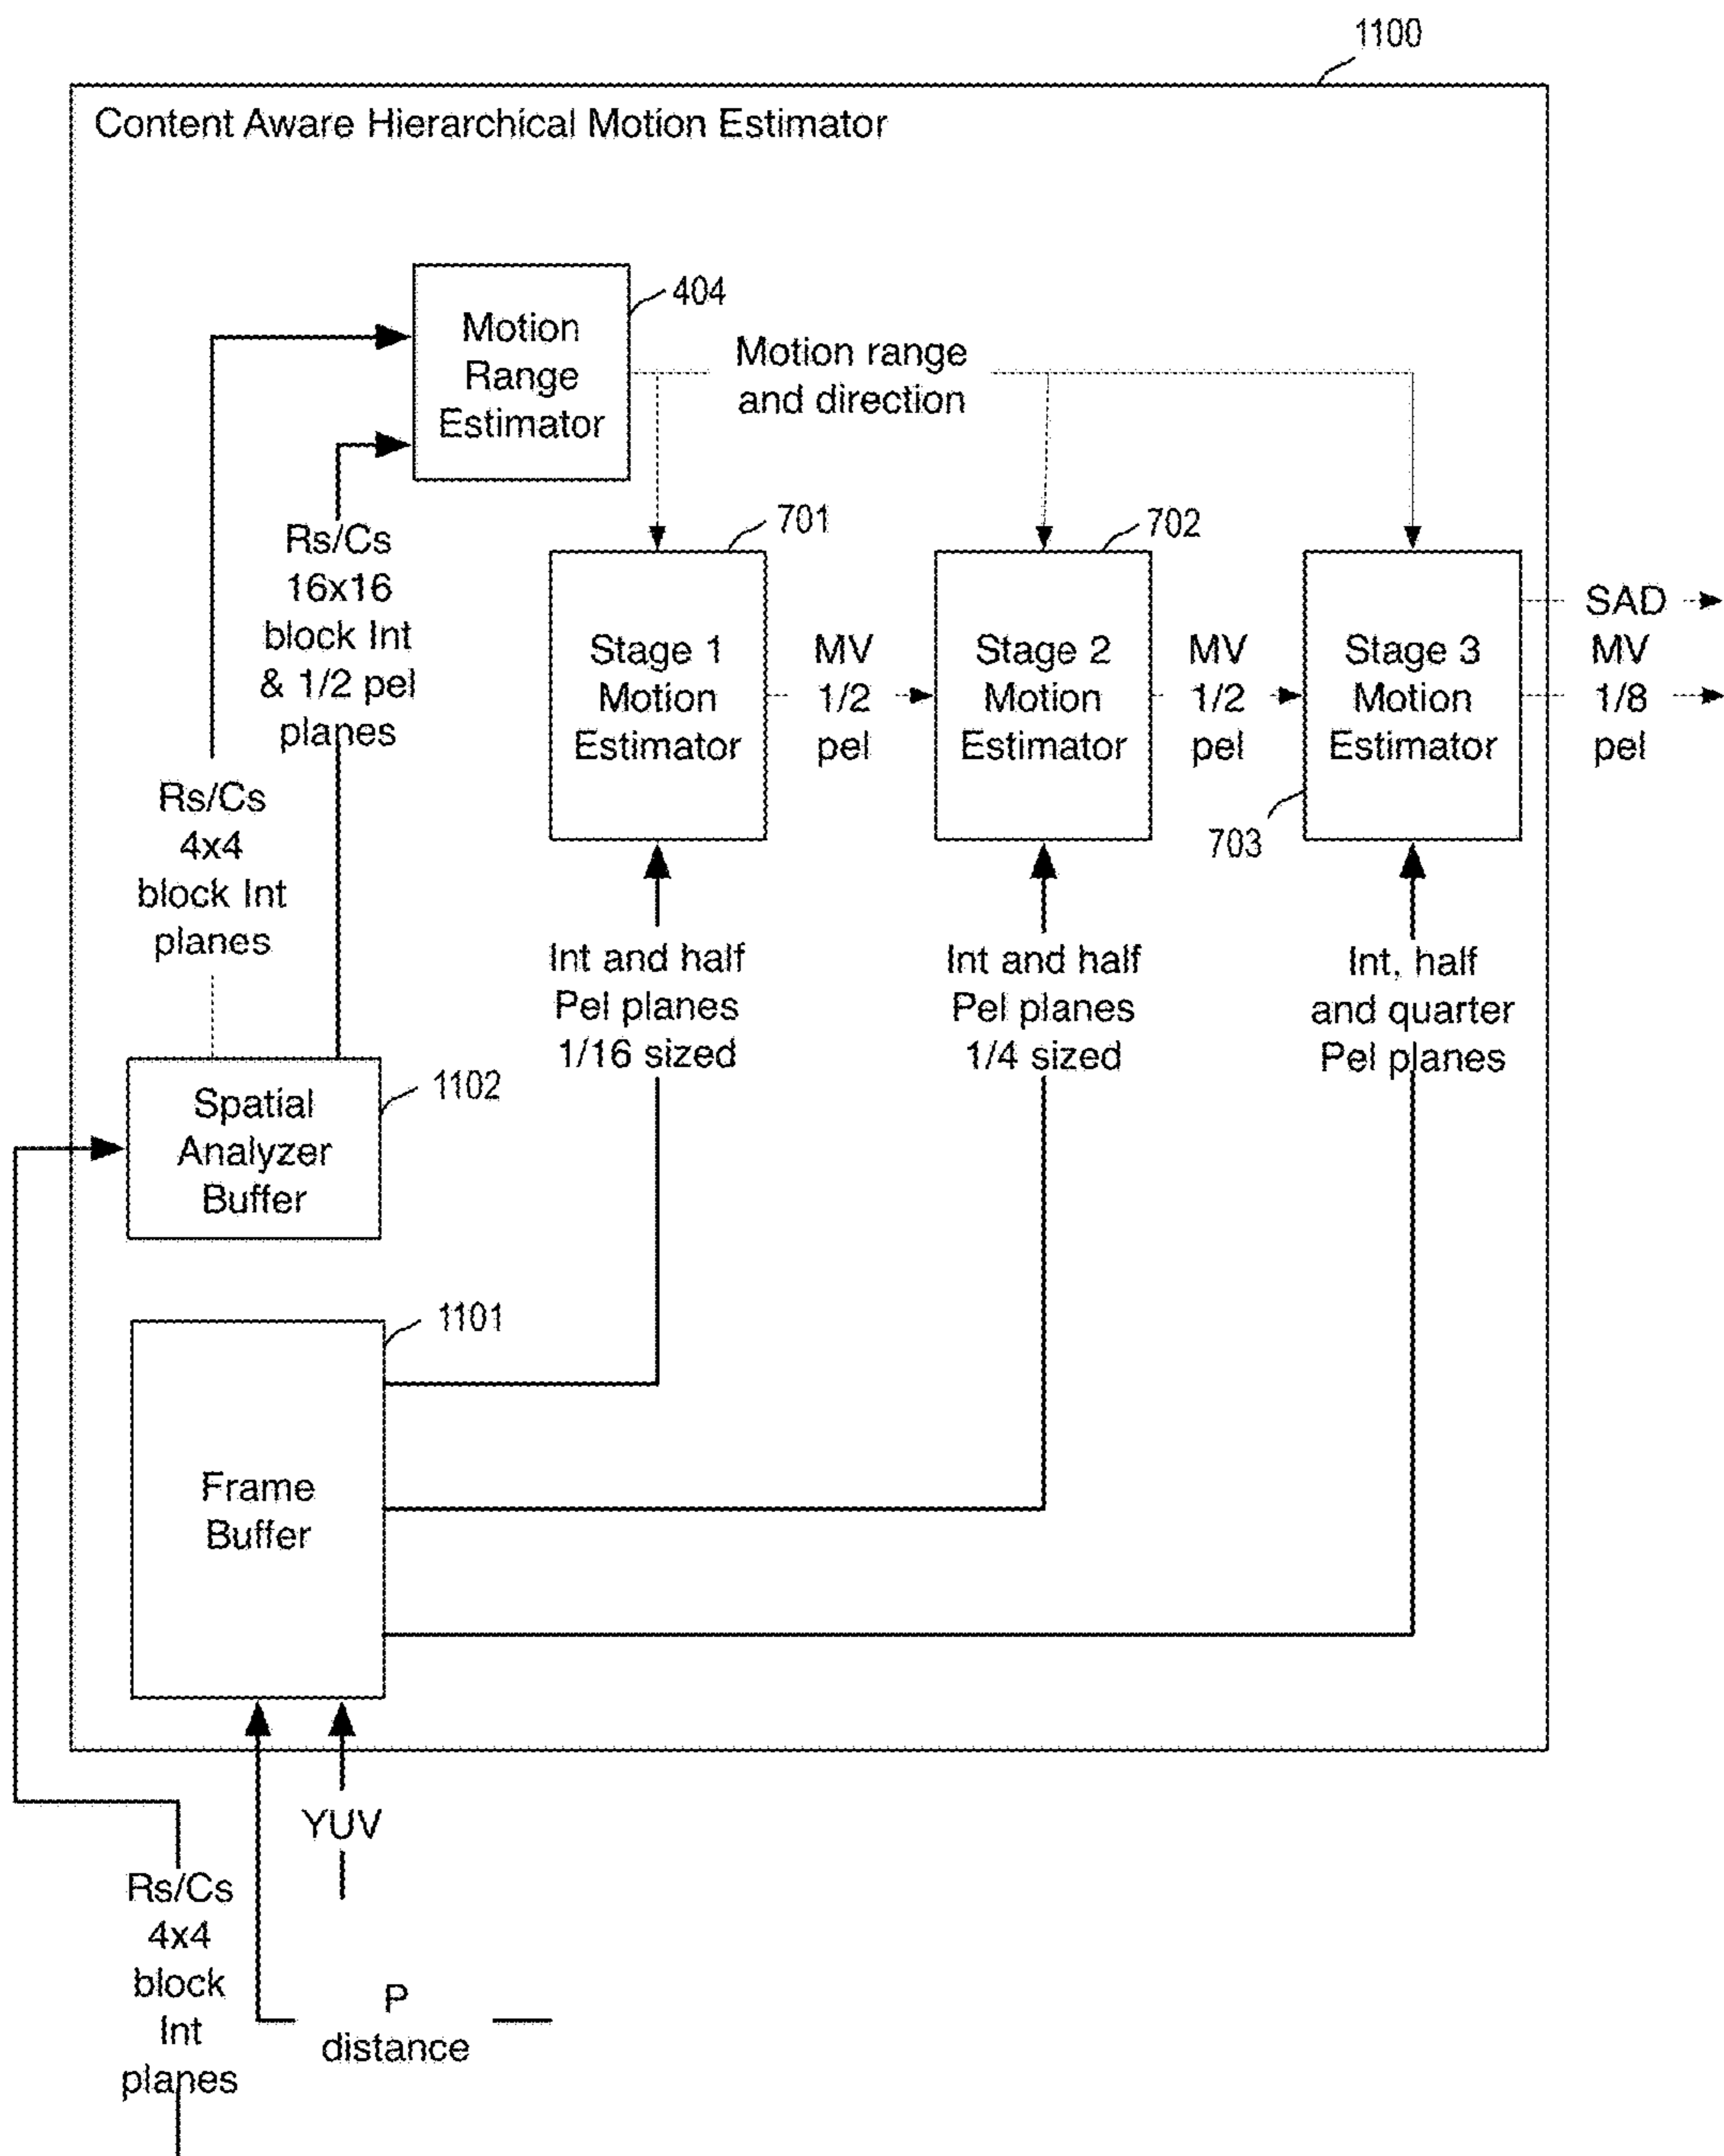 1100
Content Aware Hierarchical Motion Estimator
404
Motion
Range
Estimator
Motion range
and direction
Rs/Cs
16x16
block Int
& 1/2 pel
planes
701
702
Stage 1
Motion
Estimator
MV
1/2
pel
Stage 2
Motion
Estimator
MV
1/2
pel
Stage 3
Motion
Estimator
SAD
MV
1/8
pel
703
Rs/Cs
4x4
block Int
planes
Int and half
Pel planes
1/16 sized
Int and half
Pel planes
1/4 sized
Int, half
and quarter
Pel planes
1102
Spatial
Analyzer
Buffer
1101
Frame
Buffer
YUV
Rs/Cs
4x4
block
Int
planes
P
distance